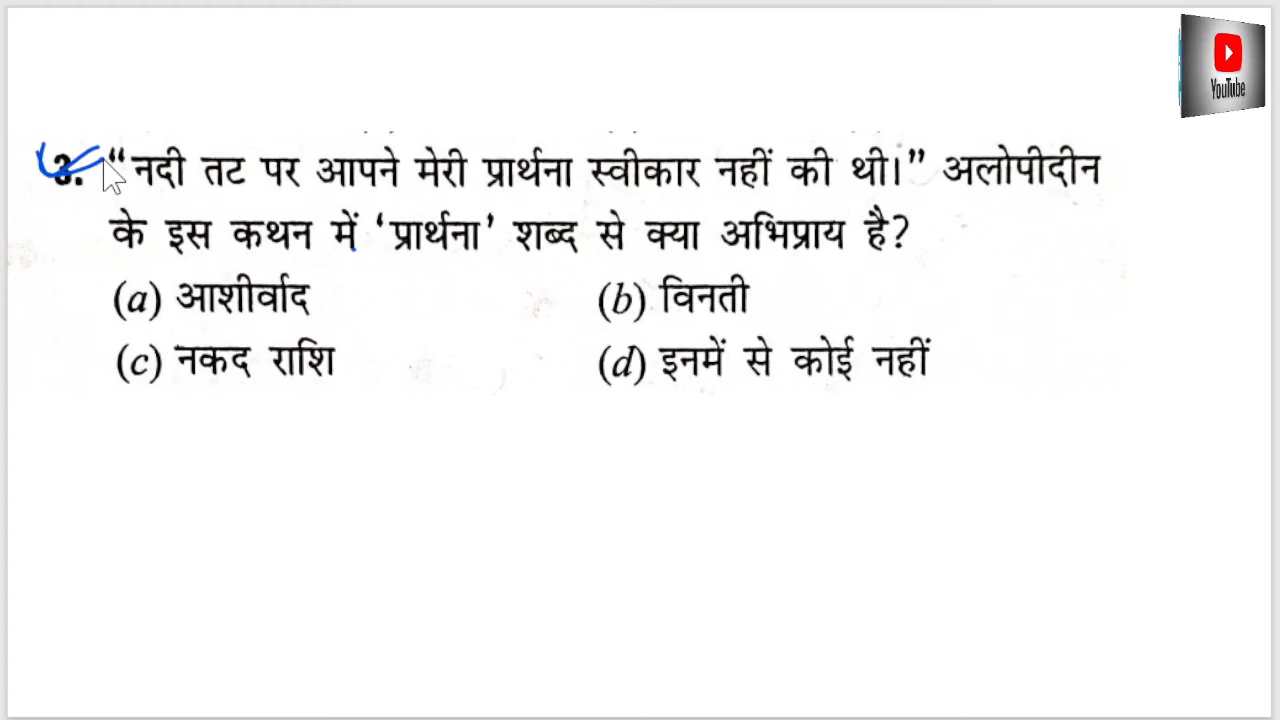 YouTube
3. “नदी तट पर आपने मेरी प्रार्थना स्वीकार नहीं की थी।” अलोपीदीन
के इस कथन में ‘प्रार्थना’ शब्द से क्या अभिप्राय है?
(a) आशीर्वाद (b) विनती
(c) नकद राशि (d) इनमें से कोई नहीं